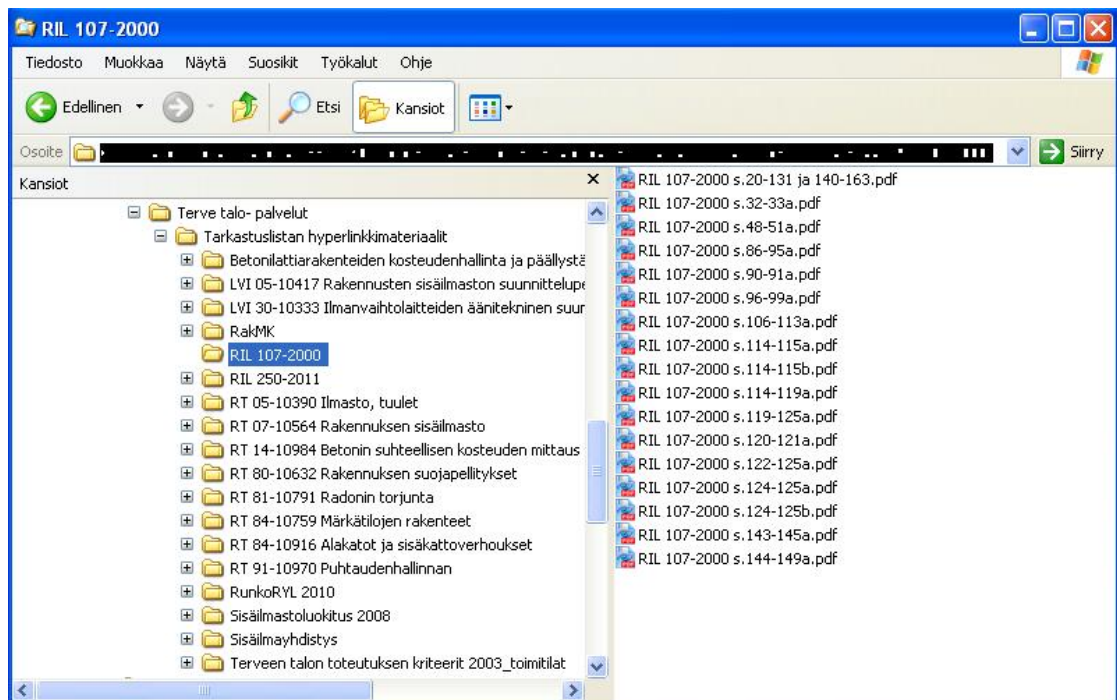 RIL 107-2000
Tiedosto Muokkaa Näytä Suosikit Työkalut Ohje
Edellinen Etsi Kansiot
Osoite Siirry
Kansiot
Terve talo- palvelut
Tarkastuslistan hyperlinkkimateriaalit
Betonilattiarakenteiden kosteudenhallinta ja päällystä
LVI 05-10417 Rakennusten sisäilmaston suunnittelupe
LVI 30-10333 Ilmanvaihtolaitteiden äänitekninen suur
RakMK
RIL 107-2000
RIL 250-2011
RT 05-10390 Ilmasto, tuulet
RT 07-10564 Rakennuksen sisäilmasto
RT 14-10984 Betonin suhteellisen kosteuden mittaus
RT 80-10632 Rakennuksen suojapellitykset
RT 81-10791 Radonin torjunta
RT 84-10759 Märkätilojen rakenteet
RT 84-10916 Alakatot ja sisäkattoverhoukset
RT 91-10970 Puhtaudenhallinnan
RunkoRYL 2010
Sisäilmastoluokitus 2008
Sisäilmayhdistys
Terveen talon toteutuksen kriteerit 2003_toimitilat
RIL 107-2000 s.20-131 ja 140-163.pdf
RIL 107-2000 s.32-33a.pdf
RIL 107-2000 s.48-51a.pdf
RIL 107-2000 s.86-95a.pdf
RIL 107-2000 s.90-91a.pdf
RIL 107-2000 s.96-99a.pdf
RIL 107-2000 s.106-113a.pdf
RIL 107-2000 s.114-115a.pdf
RIL 107-2000 s.114-115b.pdf
RIL 107-2000 s.114-119a.pdf
RIL 107-2000 s.119-125a.pdf
RIL 107-2000 s.120-121a.pdf
RIL 107-2000 s.122-125a.pdf
RIL 107-2000 s.124-125a.pdf
RIL 107-2000 s.124-125b.pdf
RIL 107-2000 s.143-145a.pdf
RIL 107-2000 s.144-149a.pdf